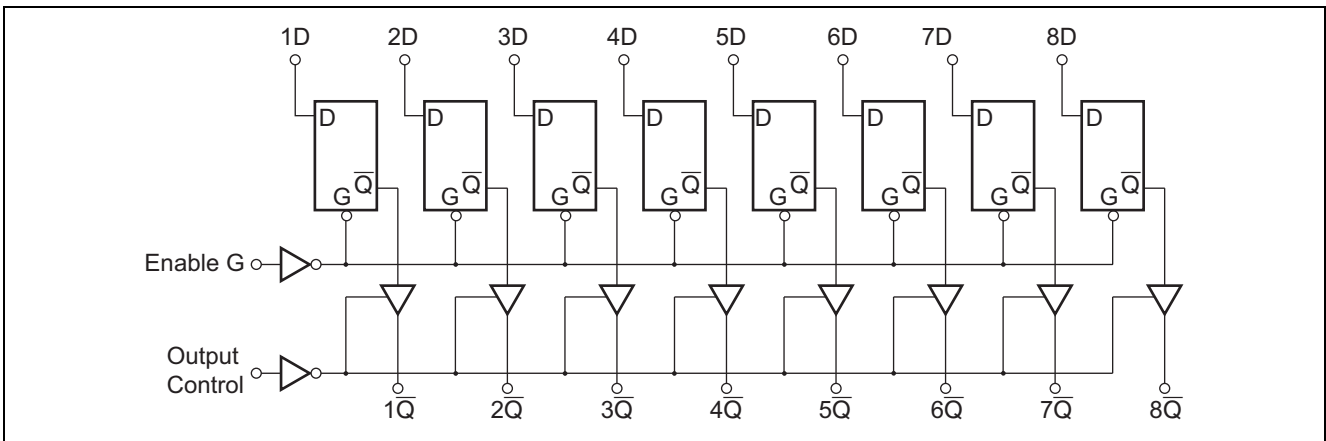 1D 2D 3D 4D 5D 6D 7D 8D
D D D D D D D D
Q̅ Q̅ Q̅ Q̅ Q̅ Q̅ Q̅ Q̅
G G G G G G G G
Enable G
Output
Control
1Q̅ 2Q̅ 3Q̅ 4Q̅ 5Q̅ 6Q̅ 7Q̅ 8Q̅